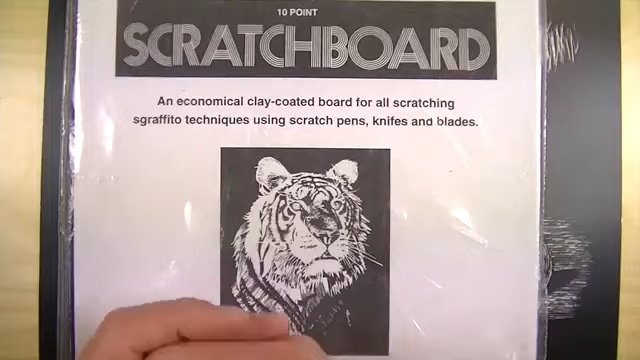 10 POINT
SCRATCHBOARD
An economical clay-coated board for all scratching
sgraffito techniques using scratch pens, knifes and blades.